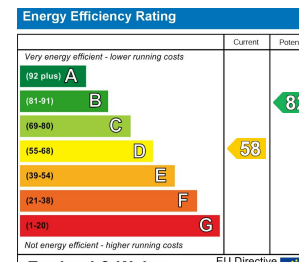 Energy Efficiency Rating
Current
Very energy efficient - lower running costs
(92 plus) A
(81-91) B
(69-80) C
(55-68) D
58
(39-54) E
(21-38) F
(1-20) G
Not energy efficient - higher running costs
EU Directive